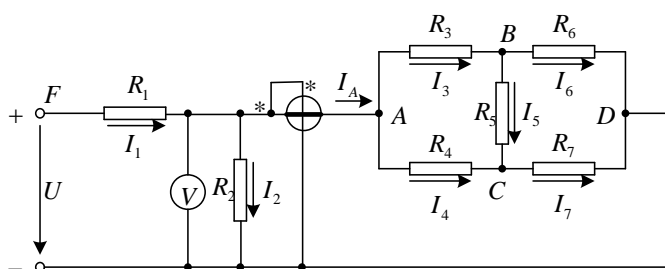 R3 B R6
F R1 * IA I3 I6
+ * A R5 I5 D
I1 R4 R7
U V R2 I2 C
I4 I7
−